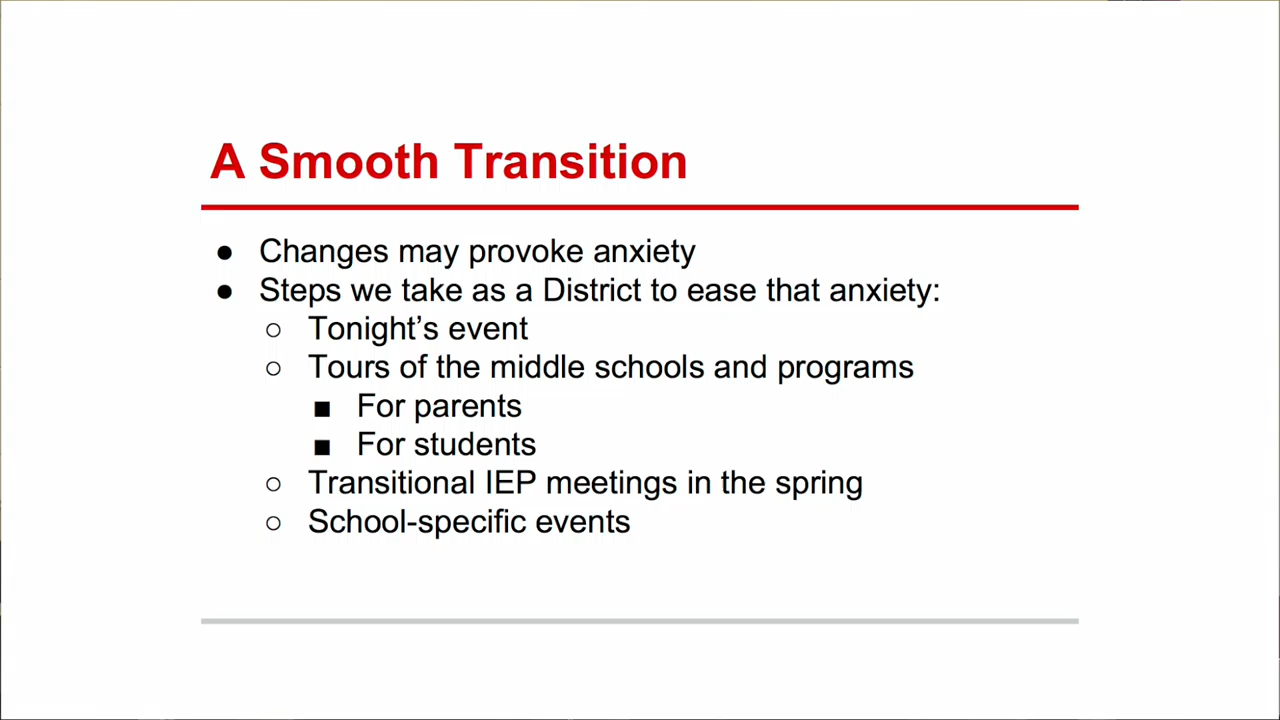 A Smooth Transition
● Changes may provoke anxiety
● Steps we take as a District to ease that anxiety:
○ Tonight’s event
○ Tours of the middle schools and programs
■ For parents
■ For students
○ Transitional IEP meetings in the spring
○ School-specific events